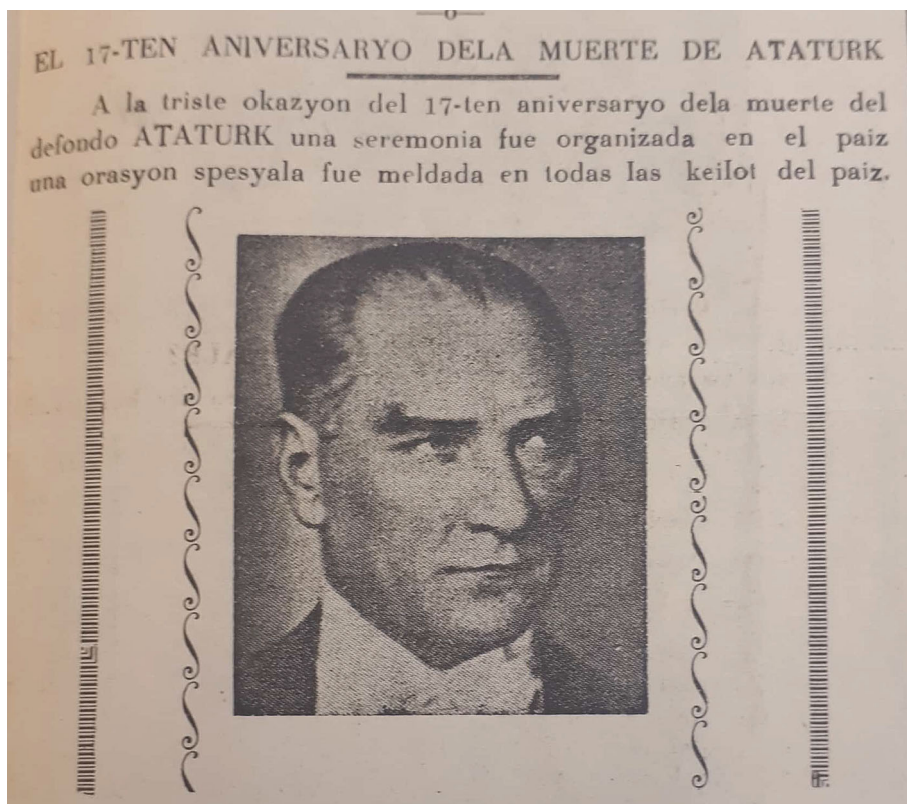 EL 17-TEN ANIVERSARYO DELA MUERTE DE ATATURK
A la triste okazyon del 17-ten aniversaryo dela muerte del
defondo ATATURK una seremonia fue organizada en el paiz
una orasyon spesyala fue meldada en todas las keilot del paiz.